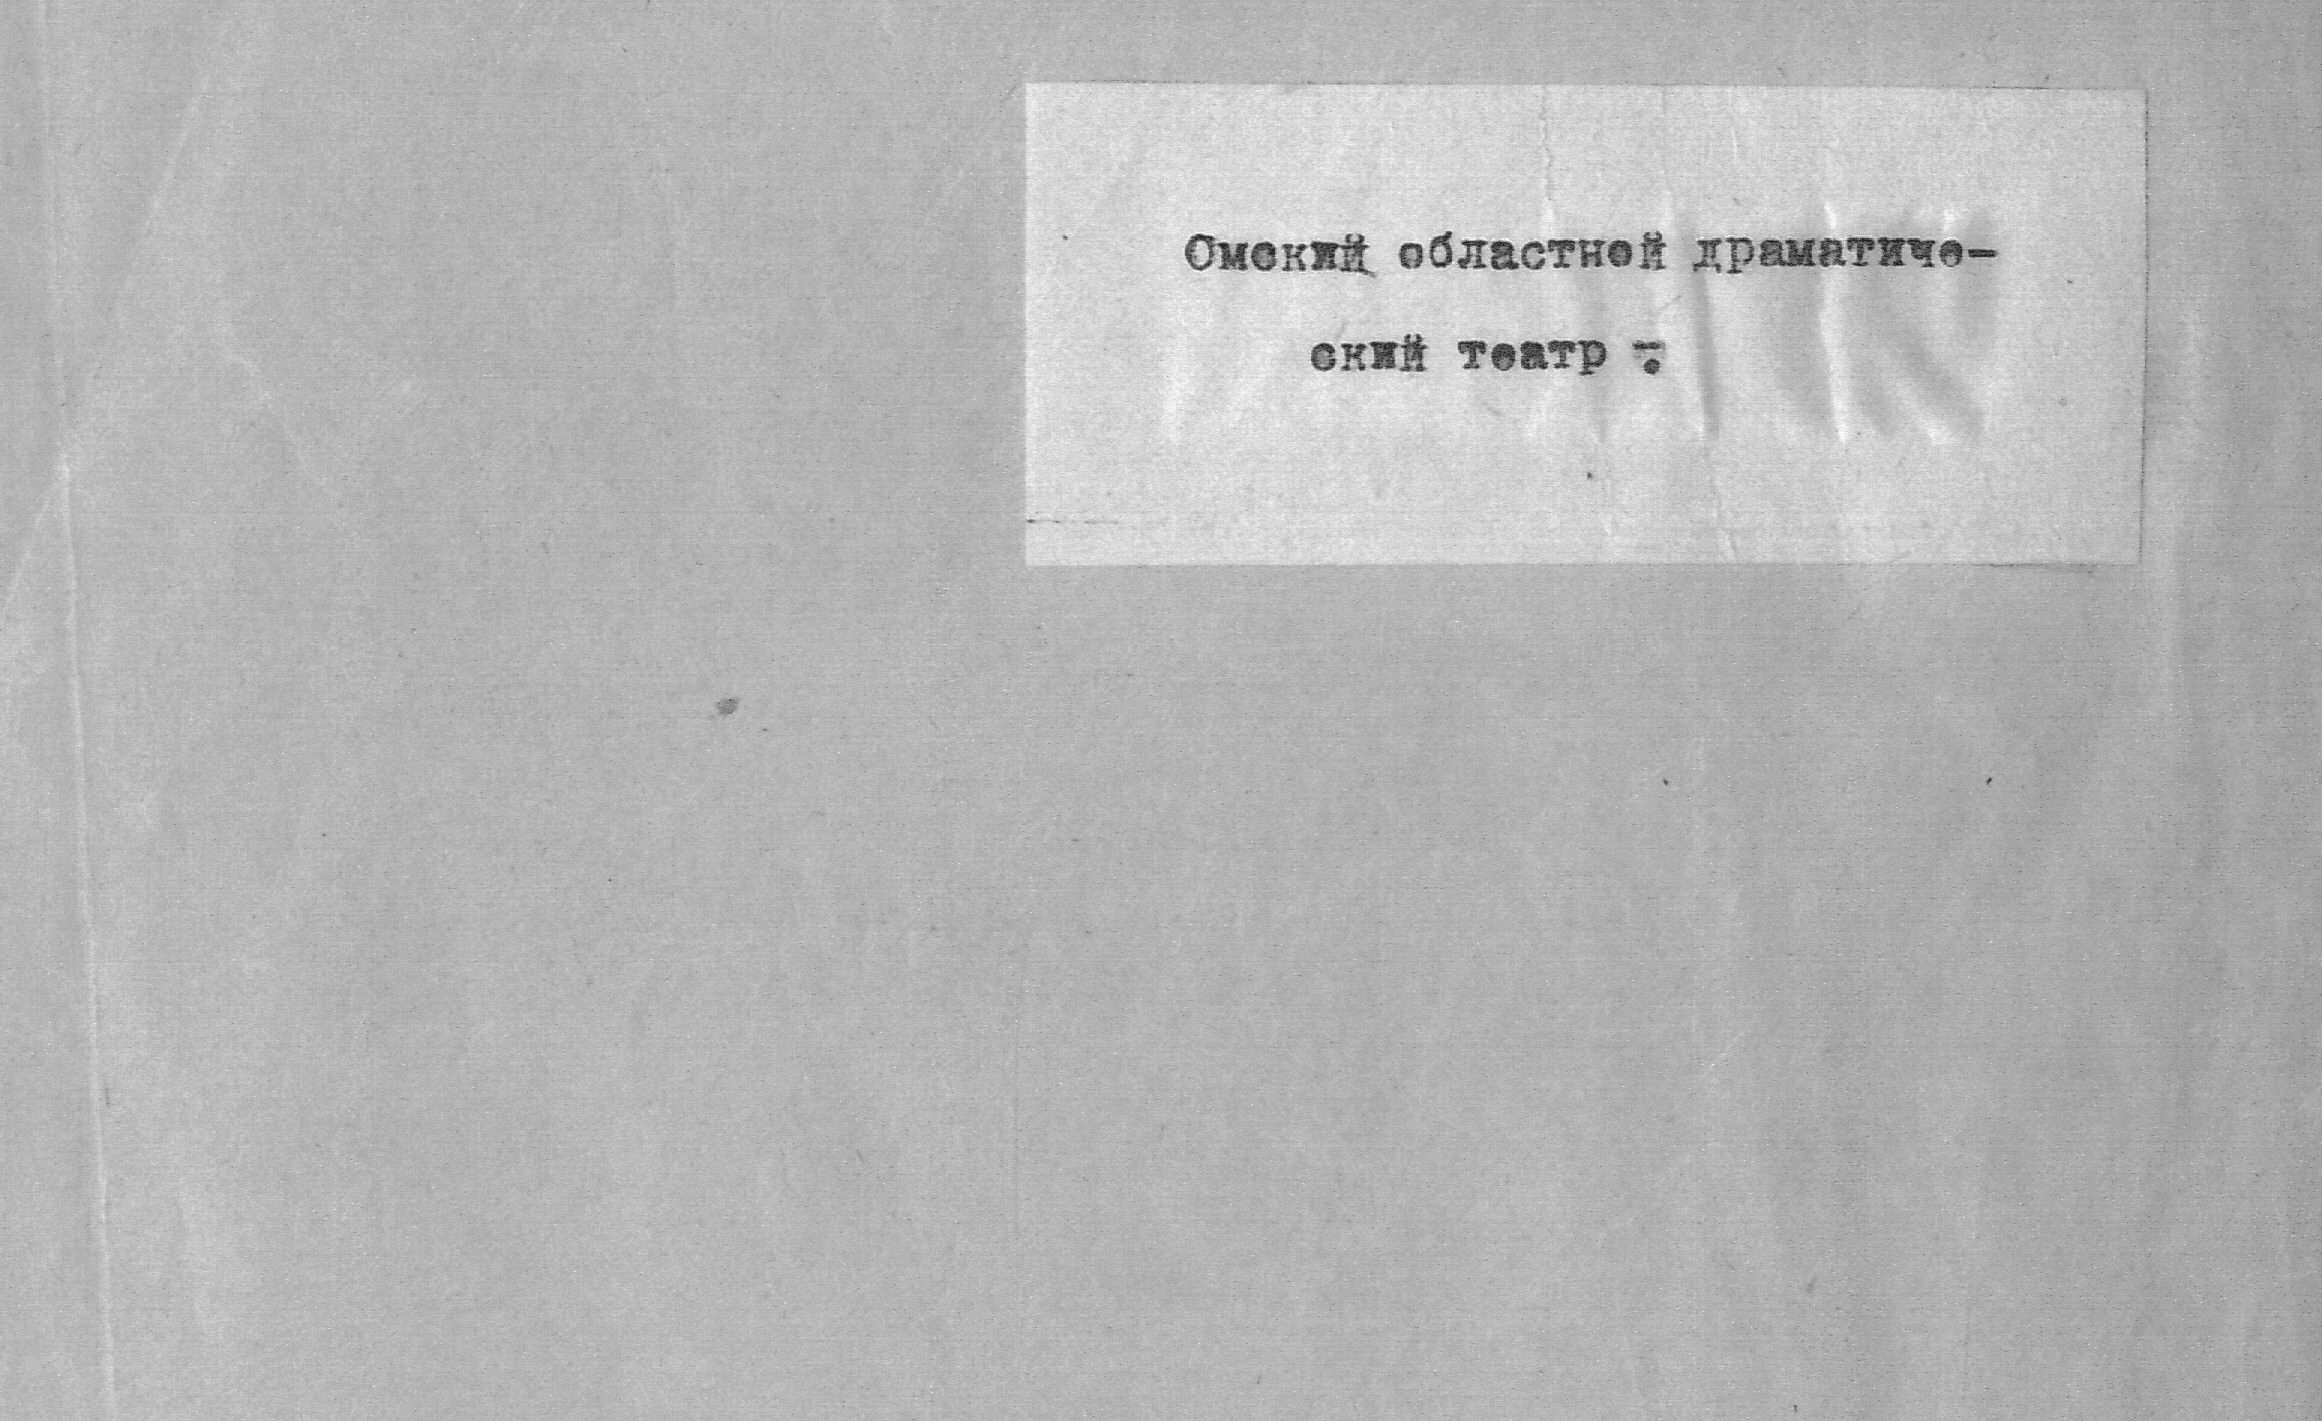 Омский областной драматиче-
ский театр -.